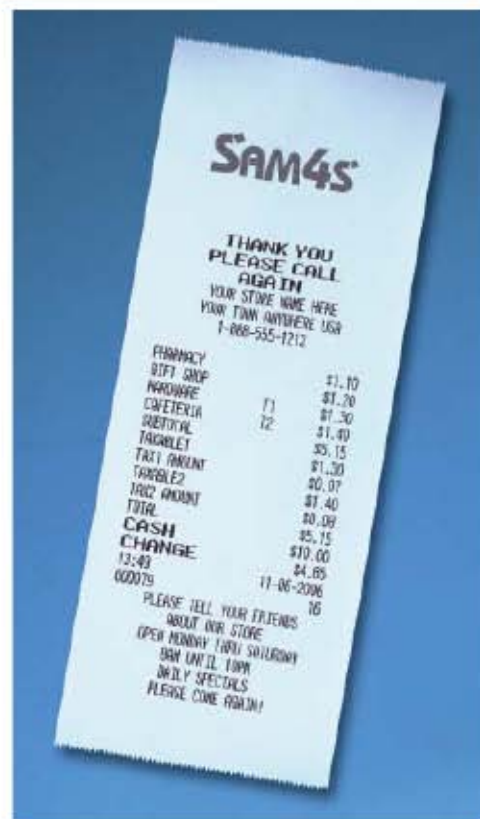 SAM4S
THANK YOU
PLEASE CALL
AGAIN
YOUR STORE NAME HERE
YOUR TOWN ANYWHERE USA
1-888-555-1212
PHARMACY $1.10
GIFT SHOP $1.20
HARDWARE T1 $1.30
CAFETERIA T2 $1.40
SUBTOTAL $5.15
TAXABLE1 $1.30
TAX1 AMOUNT $0.07
TAXABLE2 $1.40
TAX2 AMOUNT $0.08
TOTAL $5.15
CASH $10.00
CHANGE $4.85
13:49 11-06-2006
000079 16
PLEASE TELL YOUR FRIENDS
ABOUT OUR STORE
OPEN MONDAY THRU SATURDAY
9AM UNTIL 10PM
DAILY SPECIALS
PLEASE COME AGAIN!